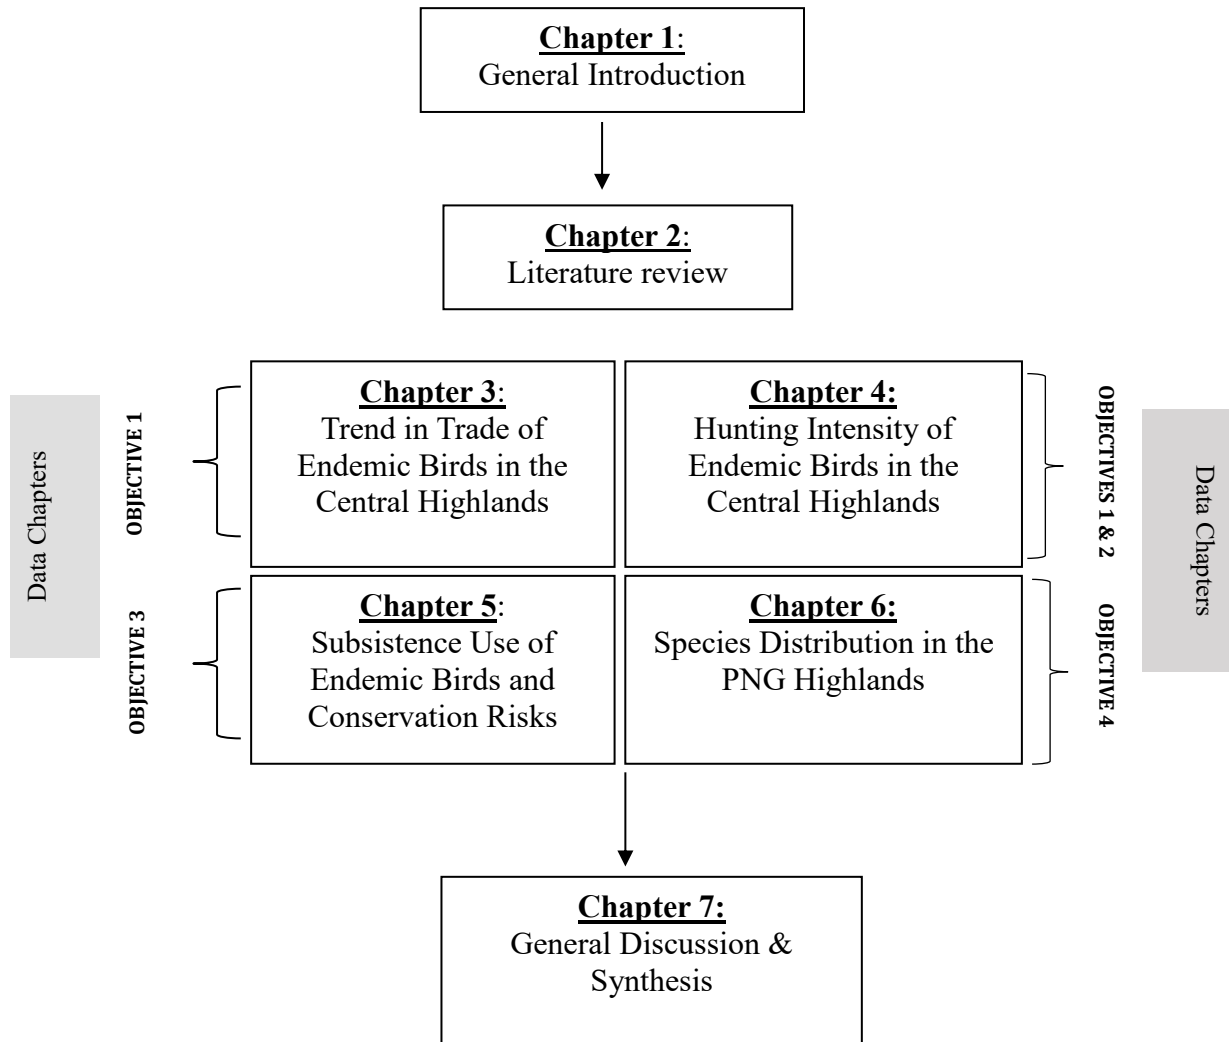 Chapter 1:
General Introduction
Chapter 2:
Literature review
Data Chapters
OBJECTIVE 1
Chapter 3:
Trend in Trade of
Endemic Birds in the
Central Highlands
Chapter 4:
Hunting Intensity of
Endemic Birds in the
Central Highlands
OBJECTIVES 1 & 2
Data Chapters
OBJECTIVE 3
Chapter 5:
Subsistence Use of
Endemic Birds and
Conservation Risks
Chapter 6:
Species Distribution in the
PNG Highlands
OBJECTIVE 4
Chapter 7:
General Discussion &
Synthesis